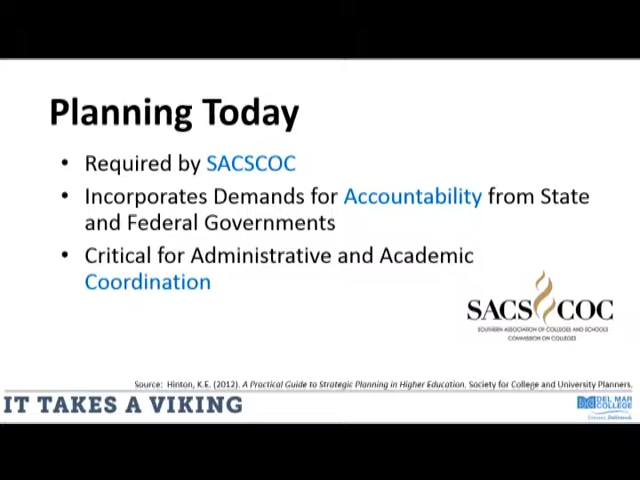 Planning Today
• Required by SACSCOC
• Incorporates Demands for Accountability from State
and Federal Governments
• Critical for Administrative and Academic
Coordination
SACS COC
SOUTHERN ASSOCIATION OF COLLEGES AND SCHOOLS
COMMISSION ON COLLEGES
Source: Hinton, K.E. (2012). A Practical Guide to Strategic Planning in Higher Education. Society for College and University Planners.
IT TAKES A VIKING
DEL MAR
COLLEGE